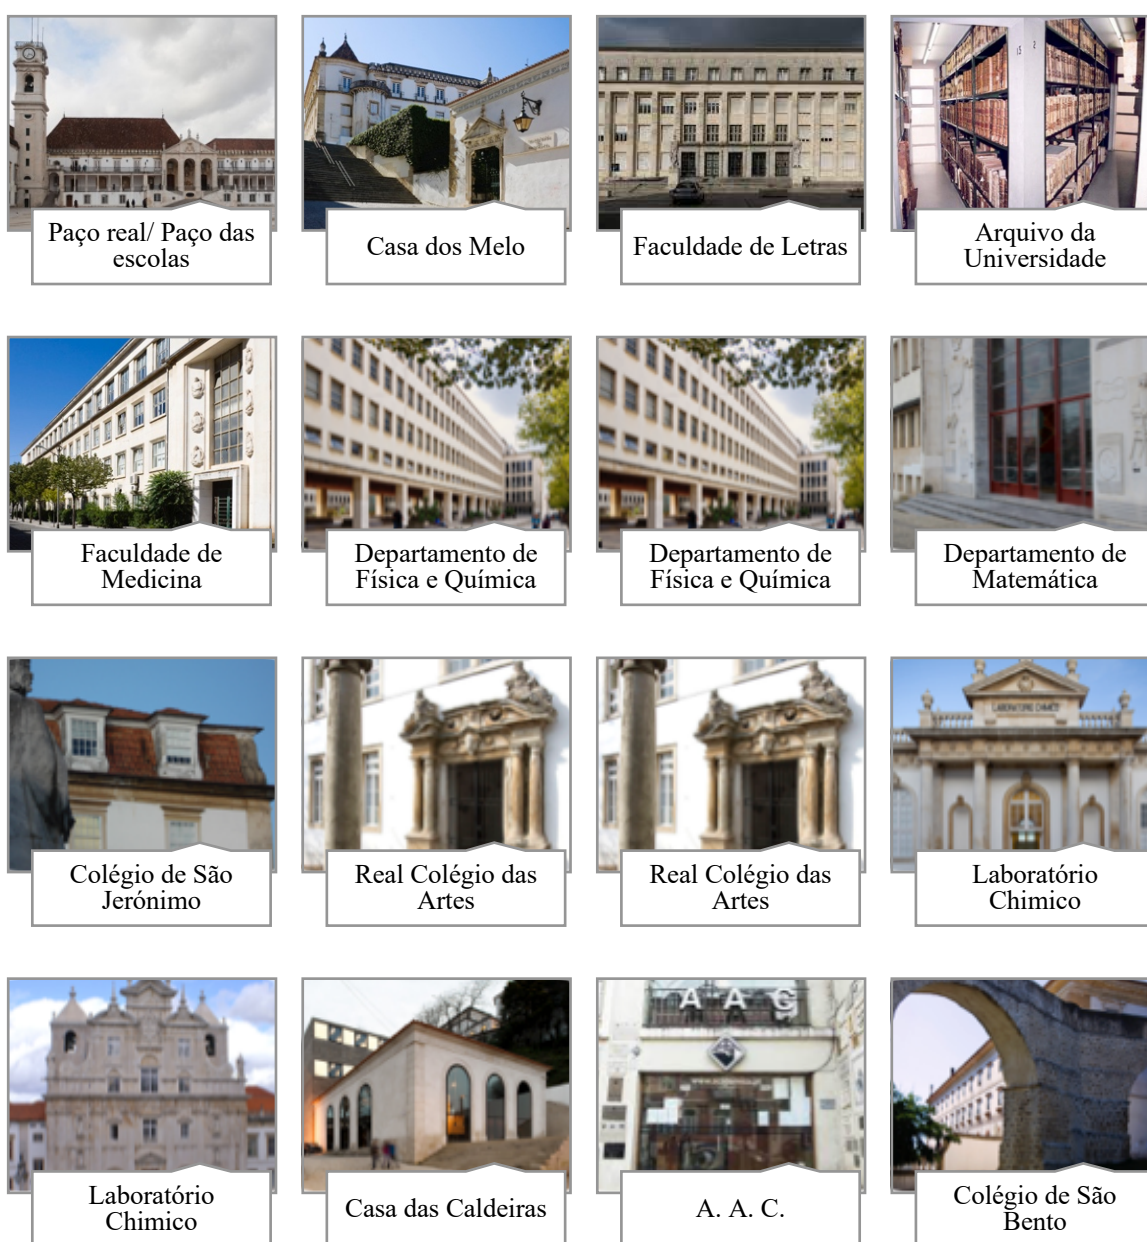 Paço real/ Paço das
escolas
Casa dos Melo
Faculdade de Letras
Arquivo da
Universidade
Faculdade de
Medicina
Departamento de
Física e Química
Departamento de
Física e Química
Departamento de
Matemática
Colégio de São
Jerónimo
Real Colégio das
Artes
Real Colégio das
Artes
LABORATORIO CHIMICO
Laboratório
Chimico
Laboratório
Chimico
Casa das Caldeiras
A A C
A. A. C.
Colégio de São
Bento